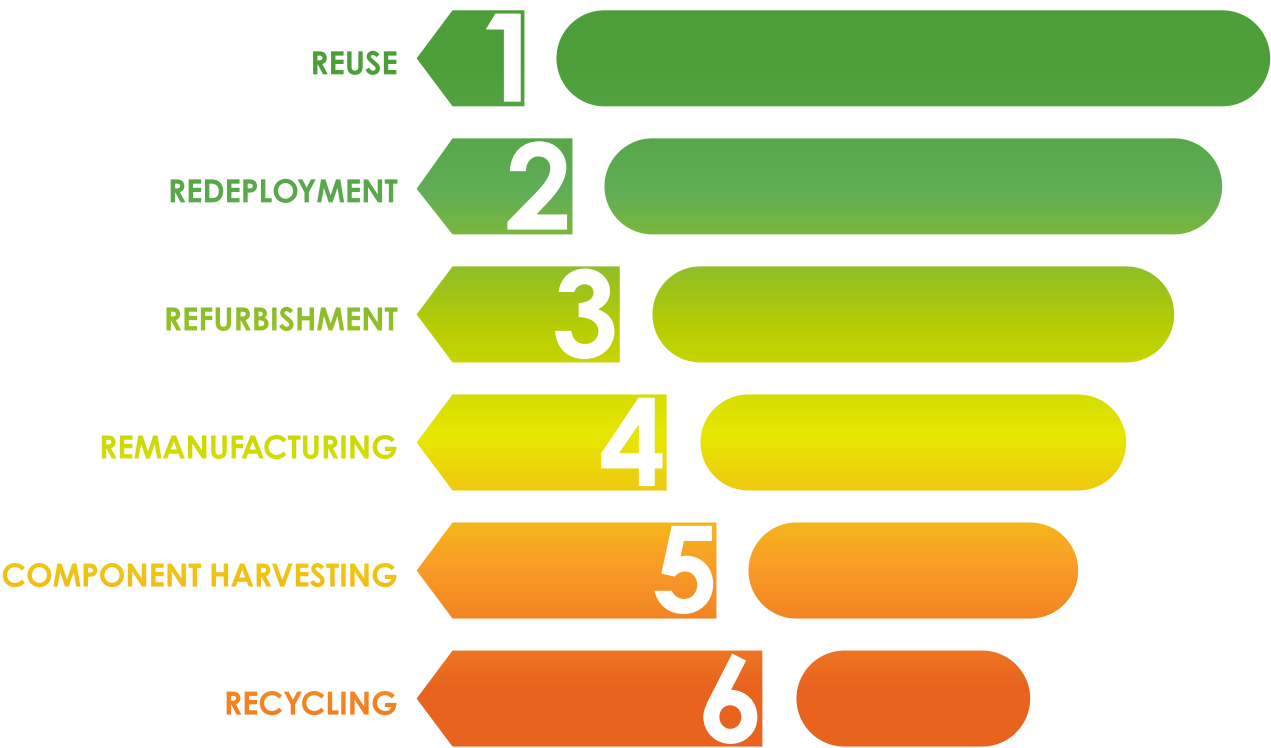 REUSE 1
REDEPLOYMENT 2
REFURBISHMENT 3
REMANUFACTURING 4
COMPONENT HARVESTING 5
RECYCLING 6